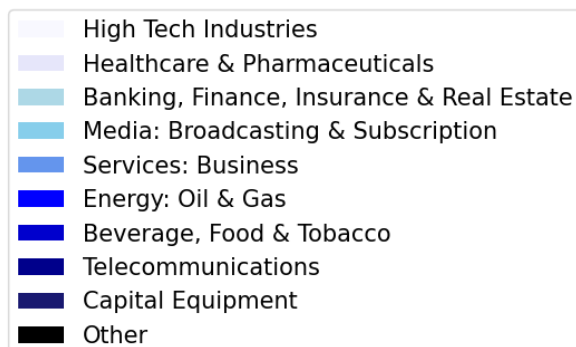 High Tech Industries
Healthcare & Pharmaceuticals
Banking, Finance, Insurance & Real Estate
Media: Broadcasting & Subscription
Services: Business
Energy: Oil & Gas
Beverage, Food & Tobacco
Telecommunications
Capital Equipment
Other